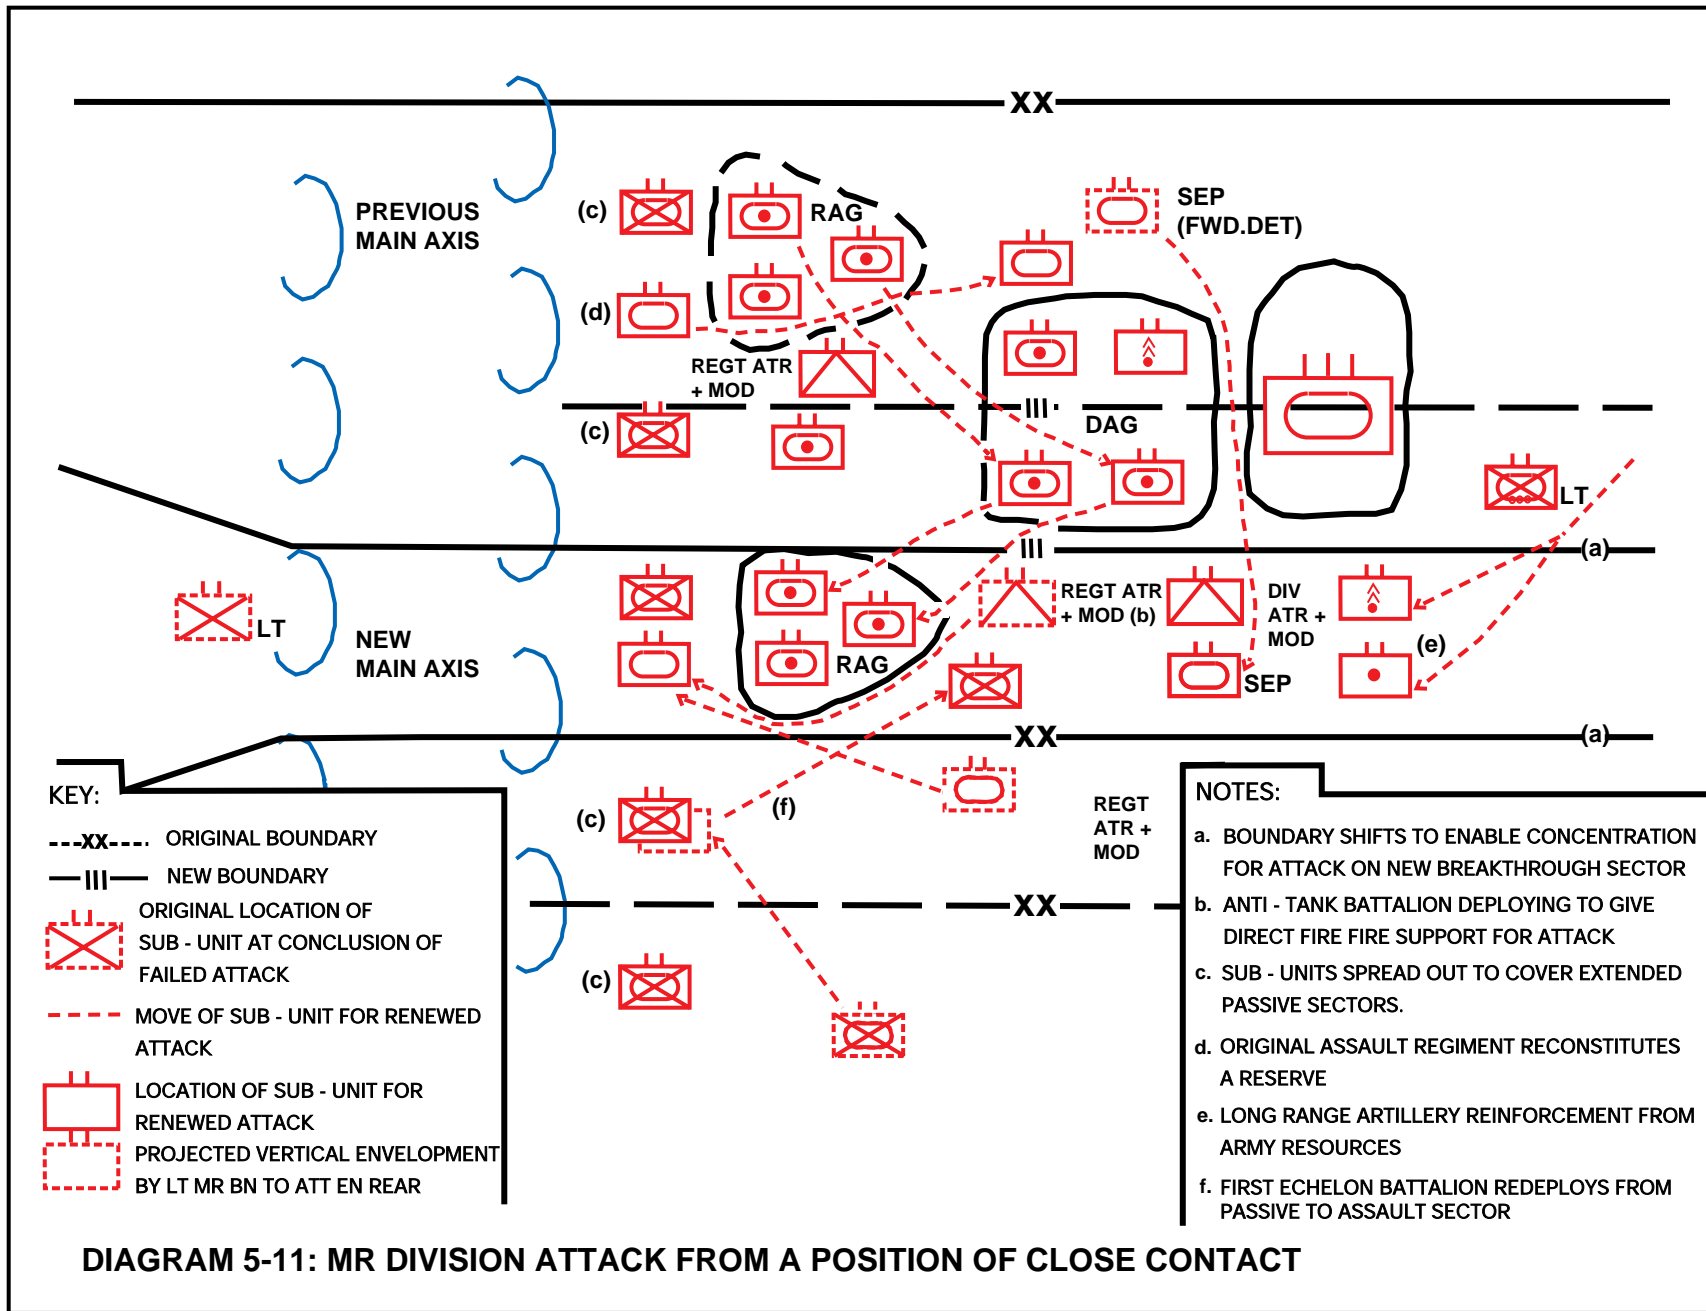 XX
PREVIOUS
MAIN AXIS
(c)
RAG
SEP
(FWD.DET)
(d)
REGT ATR
+ MOD
(c)
III
DAG
LT
III
(a)
LT
NEW
MAIN AXIS
RAG
REGT ATR
+ MOD (b)
DIV
ATR +
MOD
SEP
(e)
XX
(a)
(c)
(f)
REGT
ATR +
MOD
XX
(c)
KEY:
XX ORIGINAL BOUNDARY
III NEW BOUNDARY
ORIGINAL LOCATION OF
SUB - UNIT AT CONCLUSION OF
FAILED ATTACK
MOVE OF SUB - UNIT FOR RENEWED
ATTACK
LOCATION OF SUB - UNIT FOR
RENEWED ATTACK
PROJECTED VERTICAL ENVELOPMENT
BY LT MR BN TO ATT EN REAR
NOTES:
a. BOUNDARY SHIFTS TO ENABLE CONCENTRATION
FOR ATTACK ON NEW BREAKTHROUGH SECTOR
b. ANTI - TANK BATTALION DEPLOYING TO GIVE
DIRECT FIRE FIRE SUPPORT FOR ATTACK
c. SUB - UNITS SPREAD OUT TO COVER EXTENDED
PASSIVE SECTORS.
d. ORIGINAL ASSAULT REGIMENT RECONSTITUTES
A RESERVE
e. LONG RANGE ARTILLERY REINFORCEMENT FROM
ARMY RESOURCES
f. FIRST ECHELON BATTALION REDEPLOYS FROM
PASSIVE TO ASSAULT SECTOR
DIAGRAM 5-11: MR DIVISION ATTACK FROM A POSITION OF CLOSE CONTACT